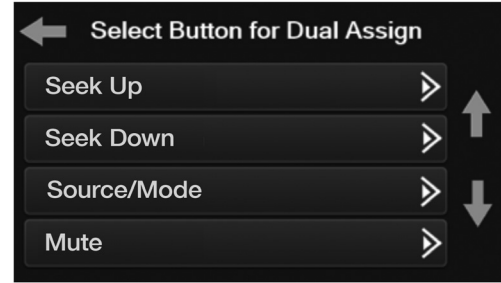 Select Button for Dual Assign
Seek Up
Seek Down
Source/Mode
Mute